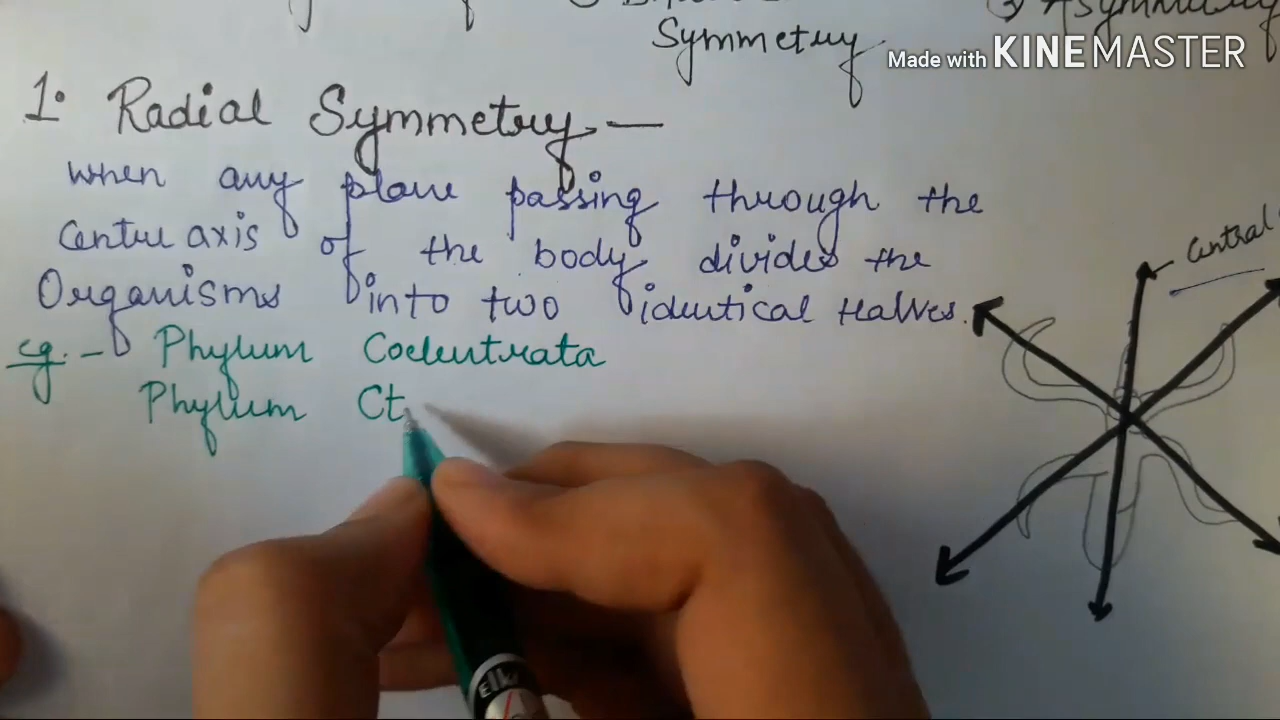 Symmetry
Made with KINEMASTER
1. Radial Symmetry —
when any plane passing through the
Centre axis of the body divides the
Organisms into two identical Halves.
Central
eg. - Phylum Coelentrata
Phylum Ct